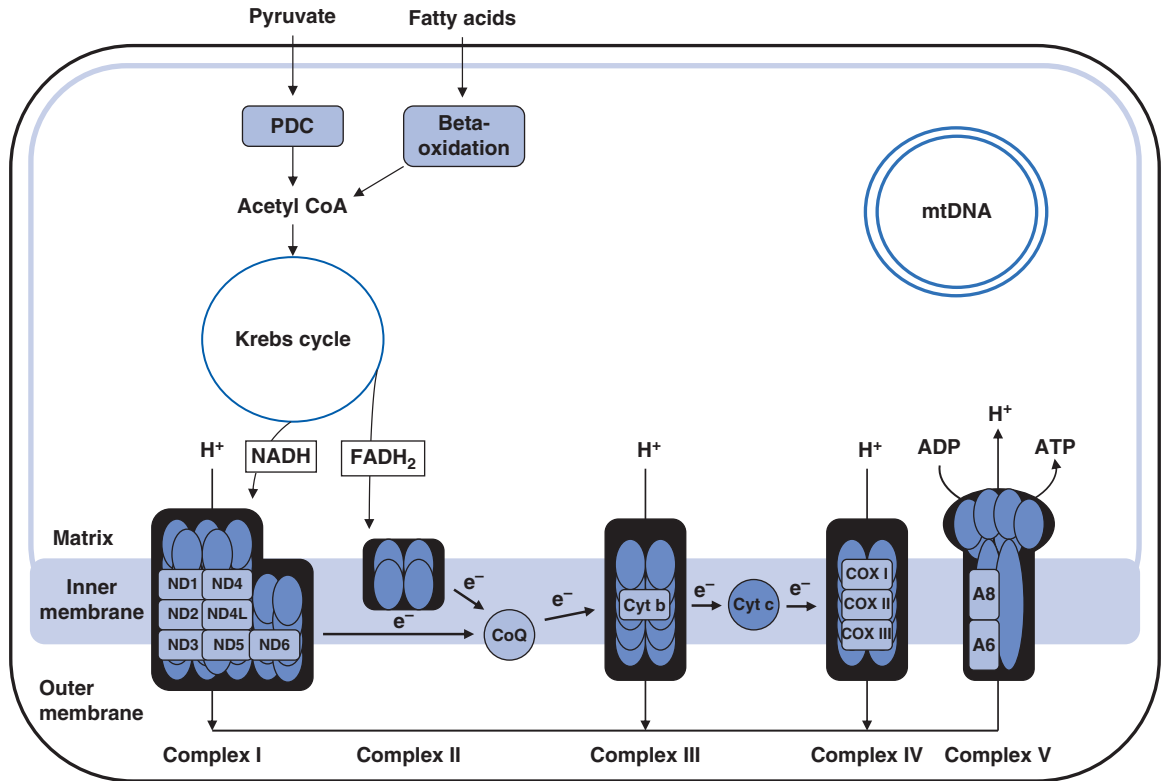 Pyruvate
Fatty acids
PDC
Beta-
oxidation
Acetyl CoA
mtDNA
Krebs cycle
H⁺
NADH
FADH₂
H⁺
H⁺
ADP
H⁺
ATP
Matrix
Inner
membrane
ND1
ND4
ND2
ND4L
ND3
ND5
ND6
e⁻
e⁻
CoQ
e⁻
Cyt b
e⁻
Cyt c
e⁻
COX I
COX II
COX III
A8
A6
Outer
membrane
Complex I
Complex II
Complex III
Complex IV
Complex V